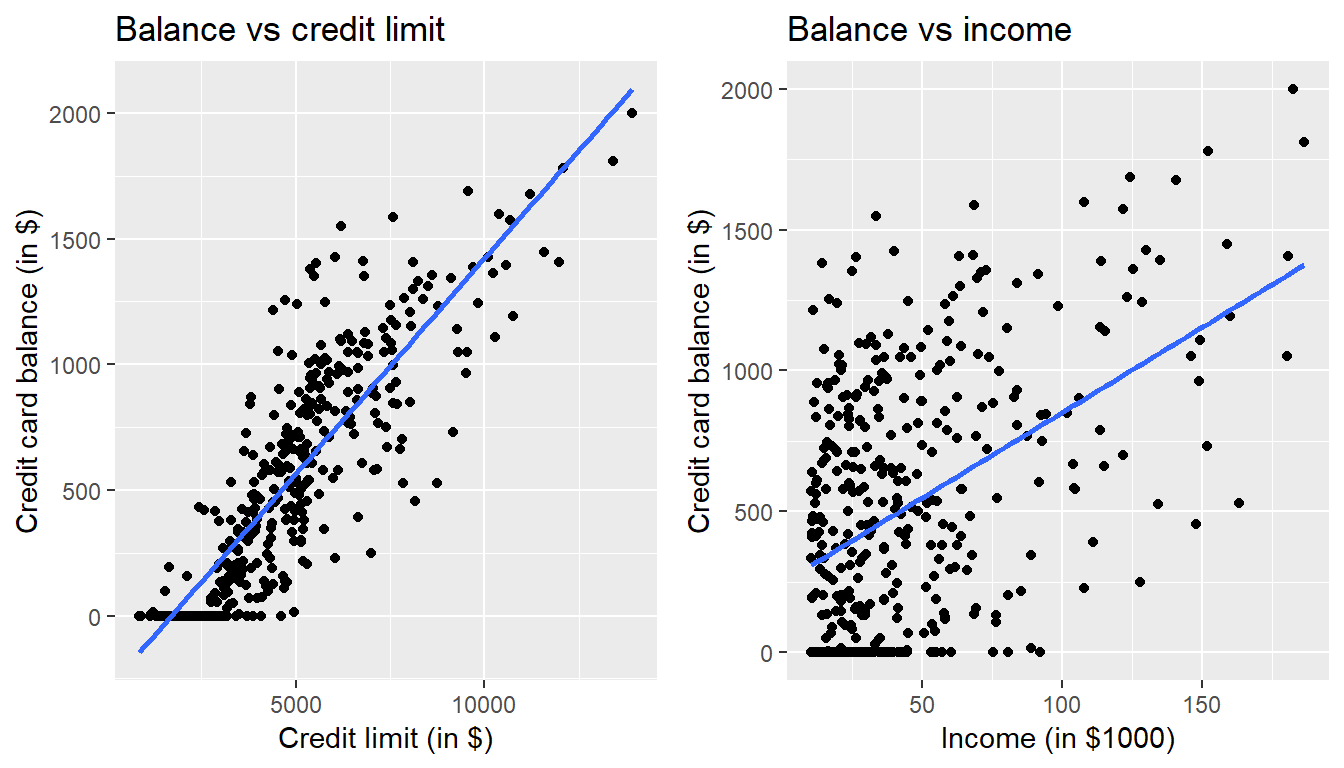 Balance vs credit limit
Credit card balance (in $)
2000
1500
1000
500
0
5000 10000
Credit limit (in $)
Balance vs income
Credit card balance (in $)
2000
1500
1000
500
0
50 100 150
Income (in $1000)